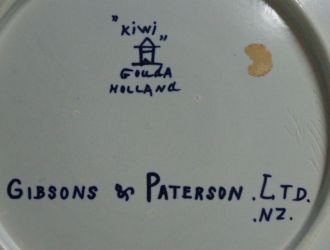 "KIWI"
GOUDA
HOLLAND
GIBSONS & PATERSON. LTD.
.NZ.